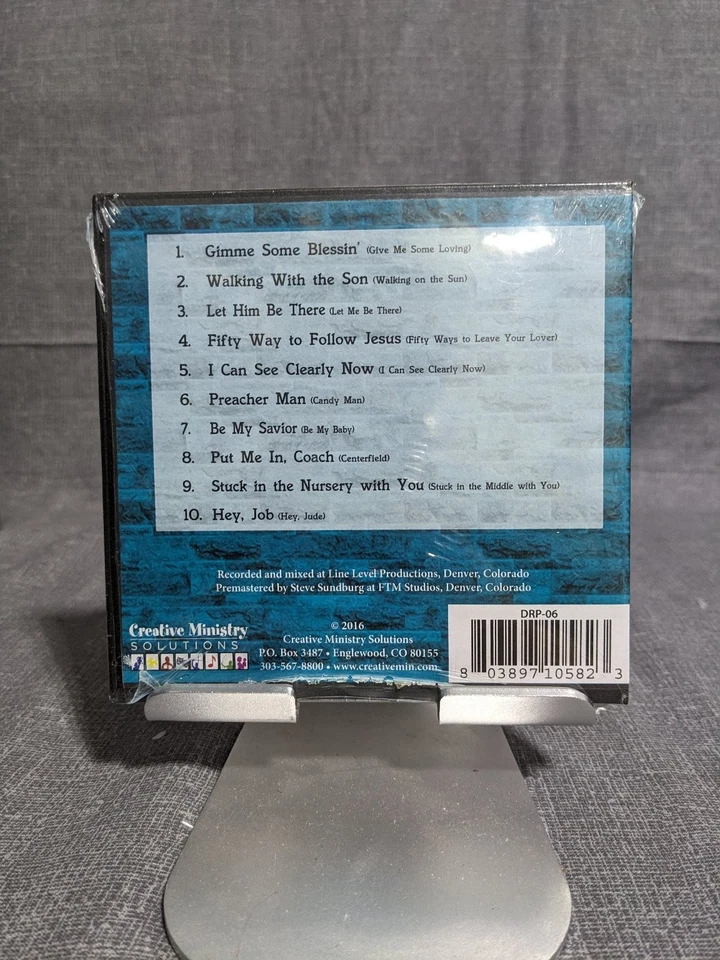 1. Gimme Some Blessin' (Give Me Some Loving)
2. Walking With the Son (Walking on the Sun)
3. Let Him Be There (Let Me Be There)
4. Fifty Way to Follow Jesus (Fifty Ways to Leave Your Lover)
5. I Can See Clearly Now (I Can See Clearly Now)
6. Preacher Man (Candy Man)
7. Be My Savior (Be My Baby)
8. Put Me In, Coach (Centerfield)
9. Stuck in the Nursery with You (Stuck in the Middle with You)
10. Hey, Job (Hey, Jude)
Recorded and mixed at Line Level Productions, Denver, Colorado
Premastered by Steve Sundburg at FTM Studios, Denver, Colorado
Creative Ministry
SOLUTIONS
© 2016
Creative Ministry Solutions
P.O. Box 3487 • Englewood, CO 80155
303-567-8800 • www.creativemin.com
DRP-06
8 03897 10582 3